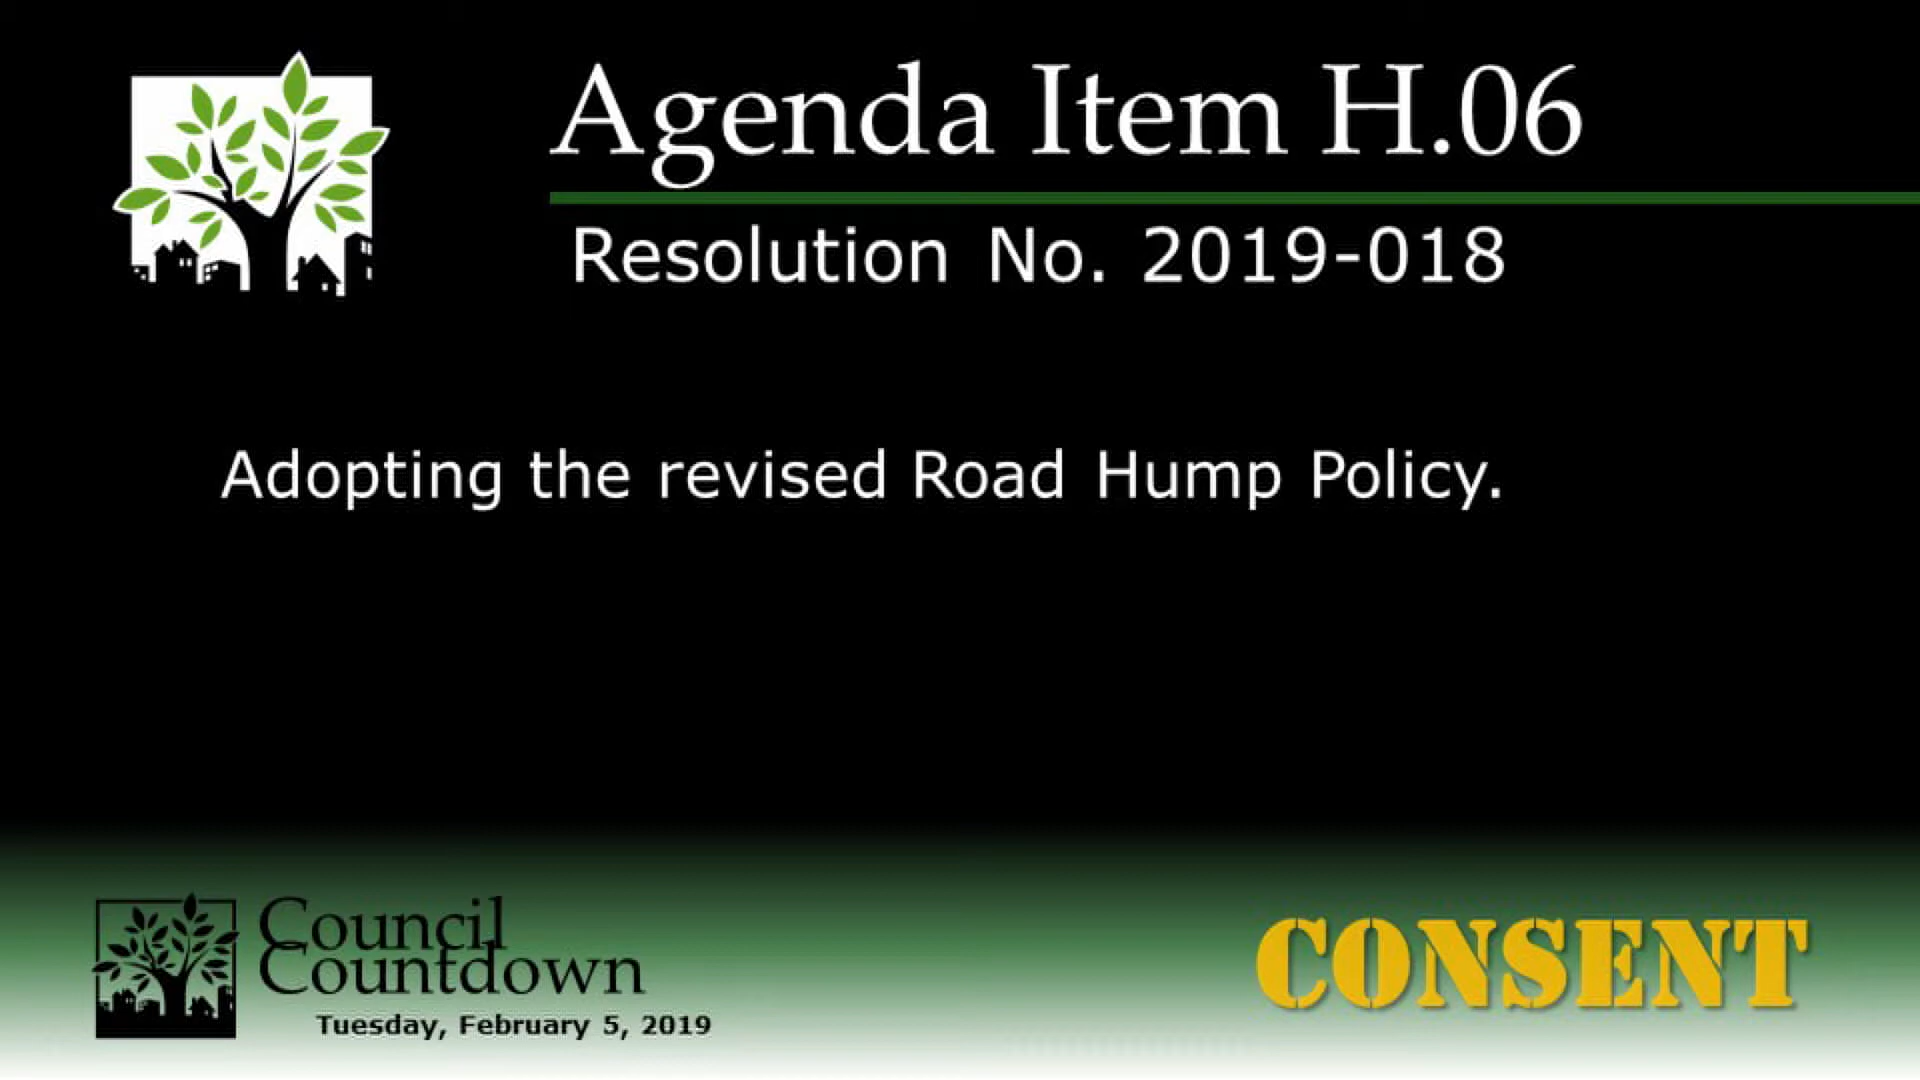 Agenda Item H.06
Resolution No. 2019-018
Adopting the revised Road Hump Policy.
Council
Countdown
Tuesday, February 5, 2019
CONSENT